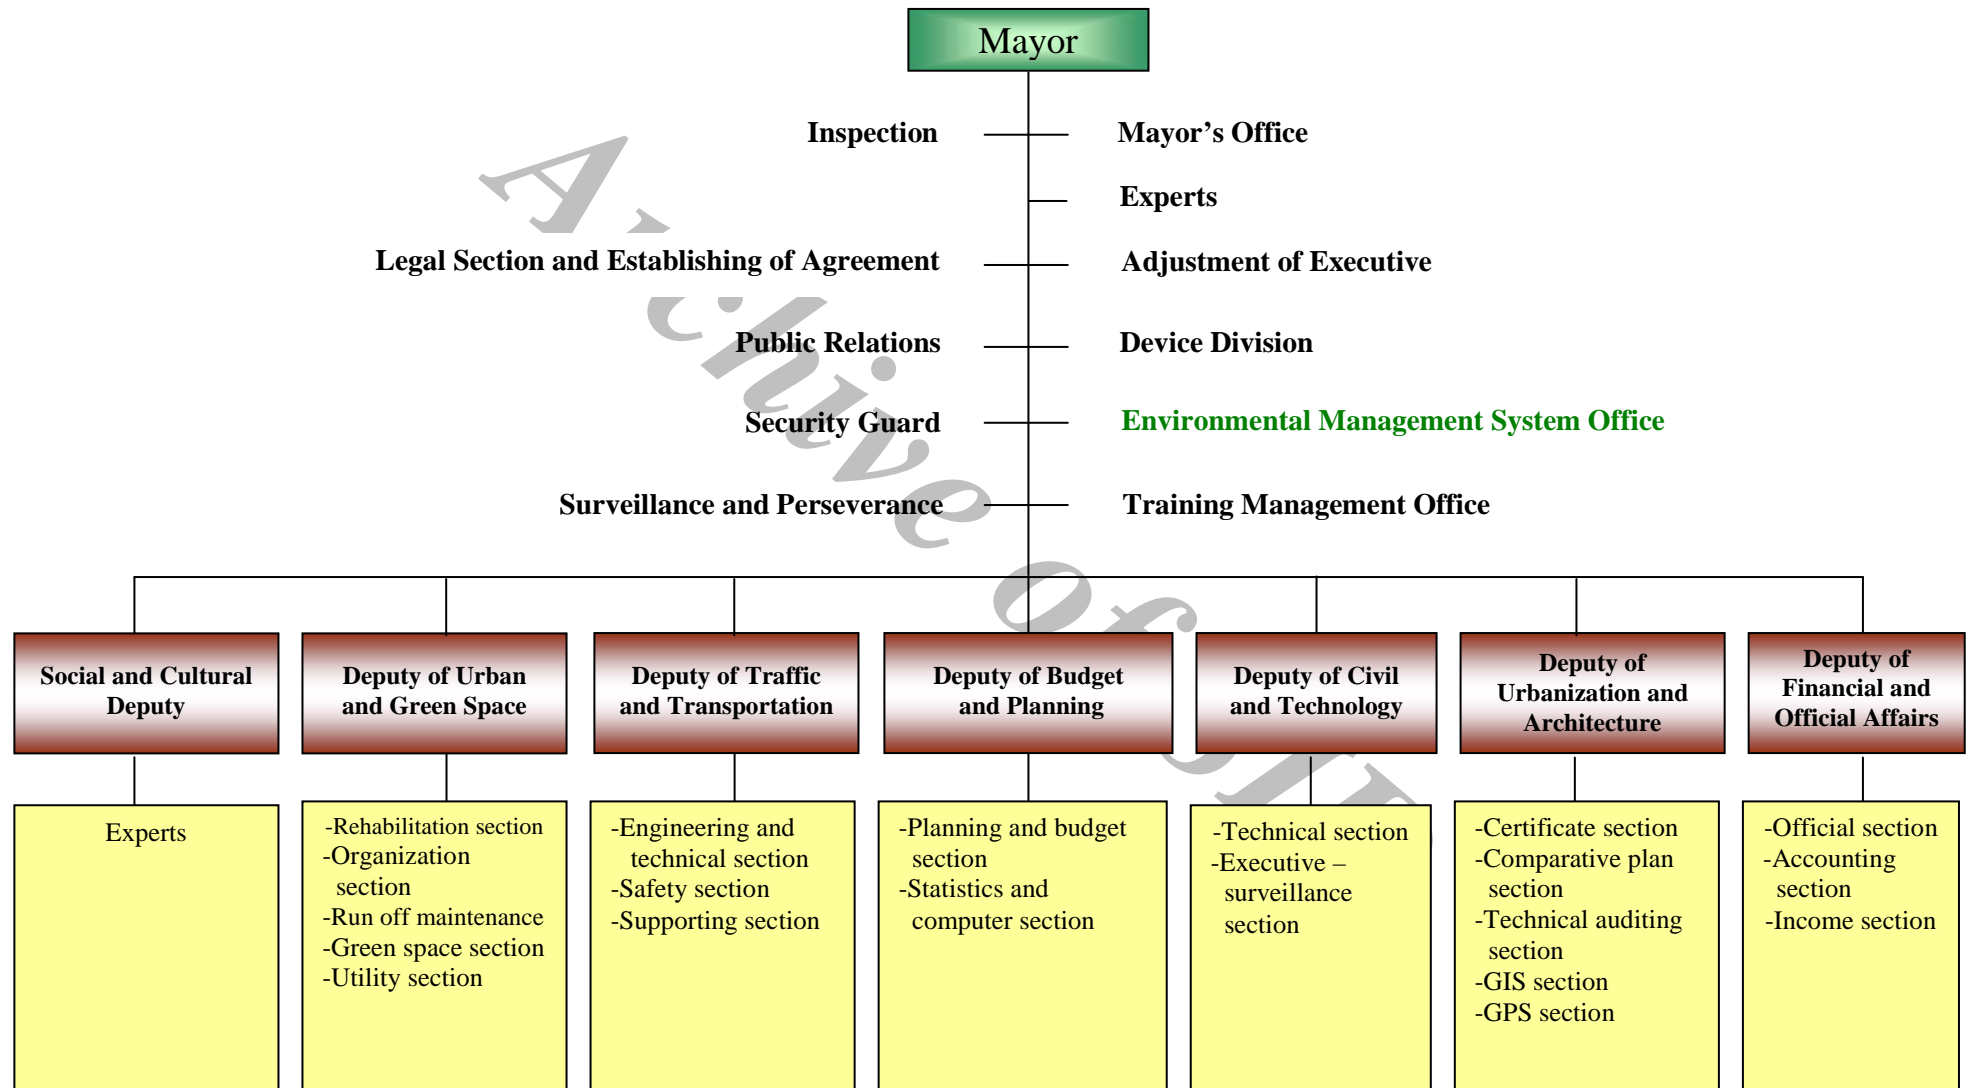 Mayor
Inspection
Mayor’s Office
Experts
Legal Section and Establishing of Agreement
Adjustment of Executive
Public Relations
Device Division
Security Guard
Environmental Management System Office
Surveillance and Perseverance
Training Management Office
Archive of
Social and Cultural
Deputy
Deputy of Urban
and Green Space
Deputy of Traffic
and Transportation
Deputy of Budget
and Planning
Deputy of Civil
and Technology
Deputy of
Urbanization and
Architecture
Deputy of
Financial and
Official Affairs
Experts
-Rehabilitation section
-Organization
section
-Run off maintenance
-Green space section
-Utility section
-Engineering and
technical section
-Safety section
-Supporting section
-Planning and budget
section
-Statistics and
computer section
-Technical section
-Executive –
surveillance
section
-Certificate section
-Comparative plan
section
-Technical auditing
section
-GIS section
-GPS section
-Official section
-Accounting
section
-Income section